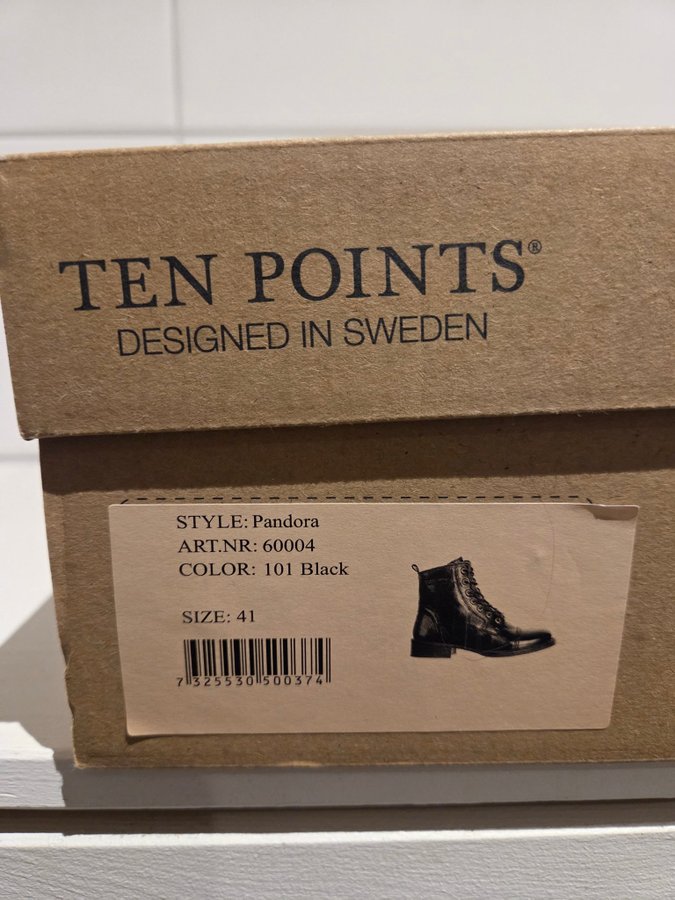 TEN POINTS®
DESIGNED IN SWEDEN
STYLE: Pandora
ART.NR: 60004
COLOR: 101 Black
SIZE: 41
7 325530 500374